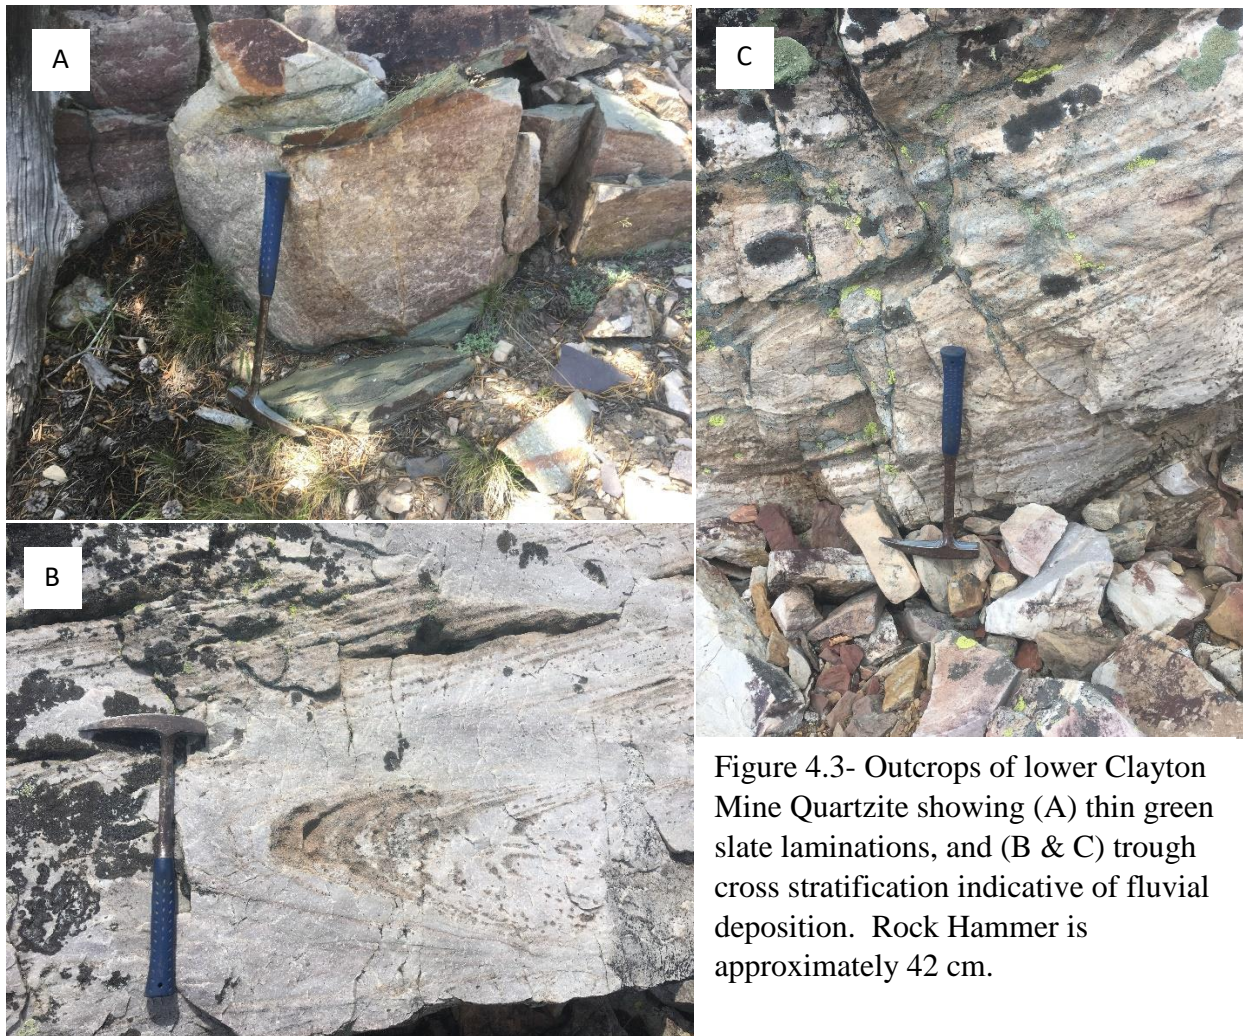 A
C
B
Figure 4.3- Outcrops of lower Clayton
Mine Quartzite showing (A) thin green
slate laminations, and (B & C) trough
cross stratification indicative of fluvial
deposition.  Rock Hammer is
approximately 42 cm.